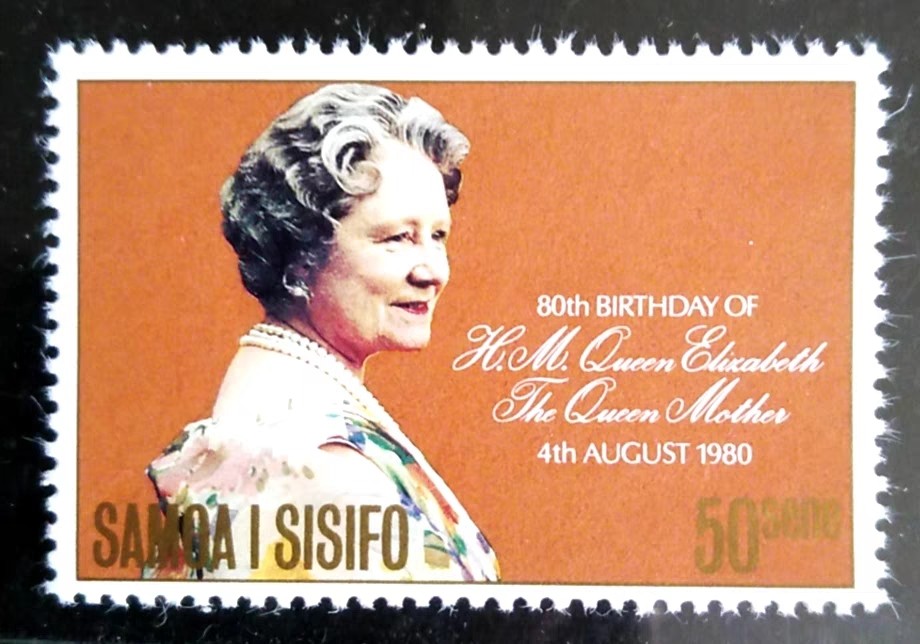 80th BIRTHDAY OF
H.M. Queen Elizabeth
The Queen Mother
4th AUGUST 1980
SAMOA I SISIFO
50sene